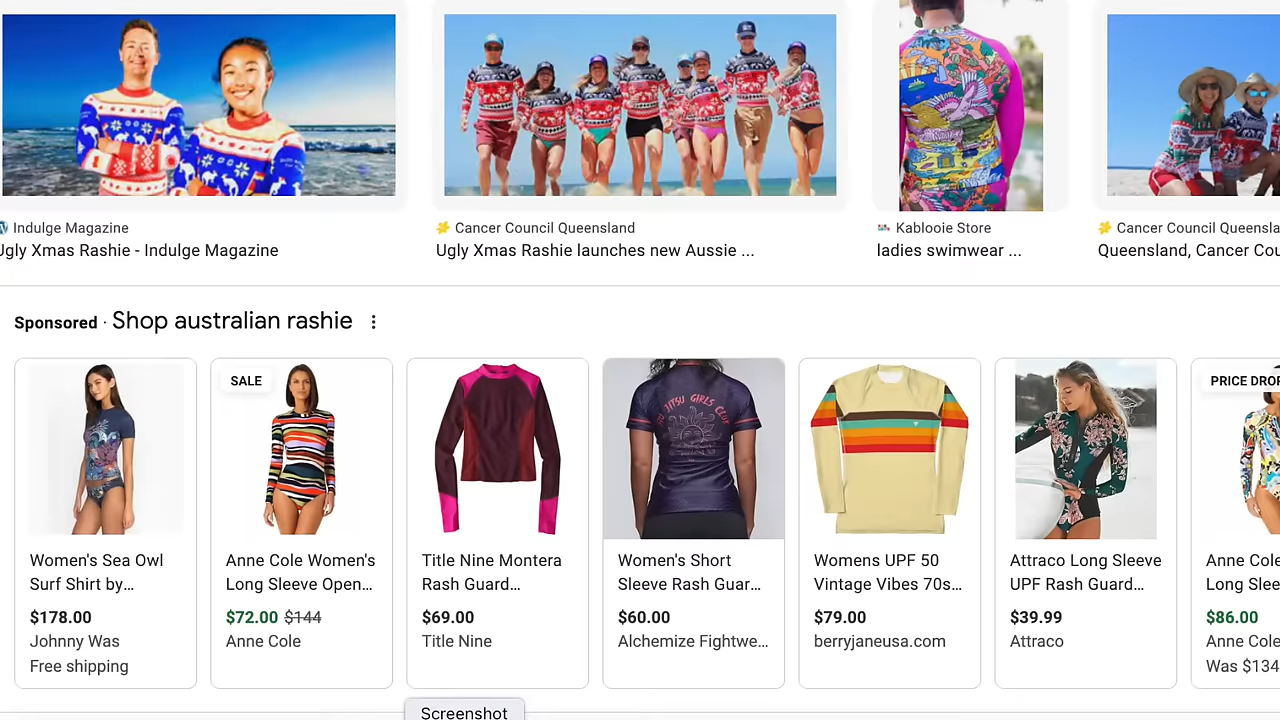 Indulge Magazine
Ugly Xmas Rashie - Indulge Magazine
Cancer Council Queensland
Ugly Xmas Rashie launches new Aussie ...
Kablooie Store
ladies swimwear ...
Cancer Council Queensla
Queensland, Cancer Cou
Sponsored · Shop australian rashie
SALE
PRICE DROP
JITSU GIRLS CLUB
Women's Sea Owl
Surf Shirt by…
$178.00
Johnny Was
Free shipping
Anne Cole Women's
Long Sleeve Open…
$72.00 $144
Anne Cole
Title Nine Montera
Rash Guard…
$69.00
Title Nine
Women's Short
Sleeve Rash Guar…
$60.00
Alchemize Fightwe…
Womens UPF 50
Vintage Vibes 70s…
$79.00
berryjaneusa.com
Attraco Long Sleeve
UPF Rash Guard…
$39.99
Attraco
Anne Cole
Long Slee
$86.00
Anne Cole
Was $134
Screenshot